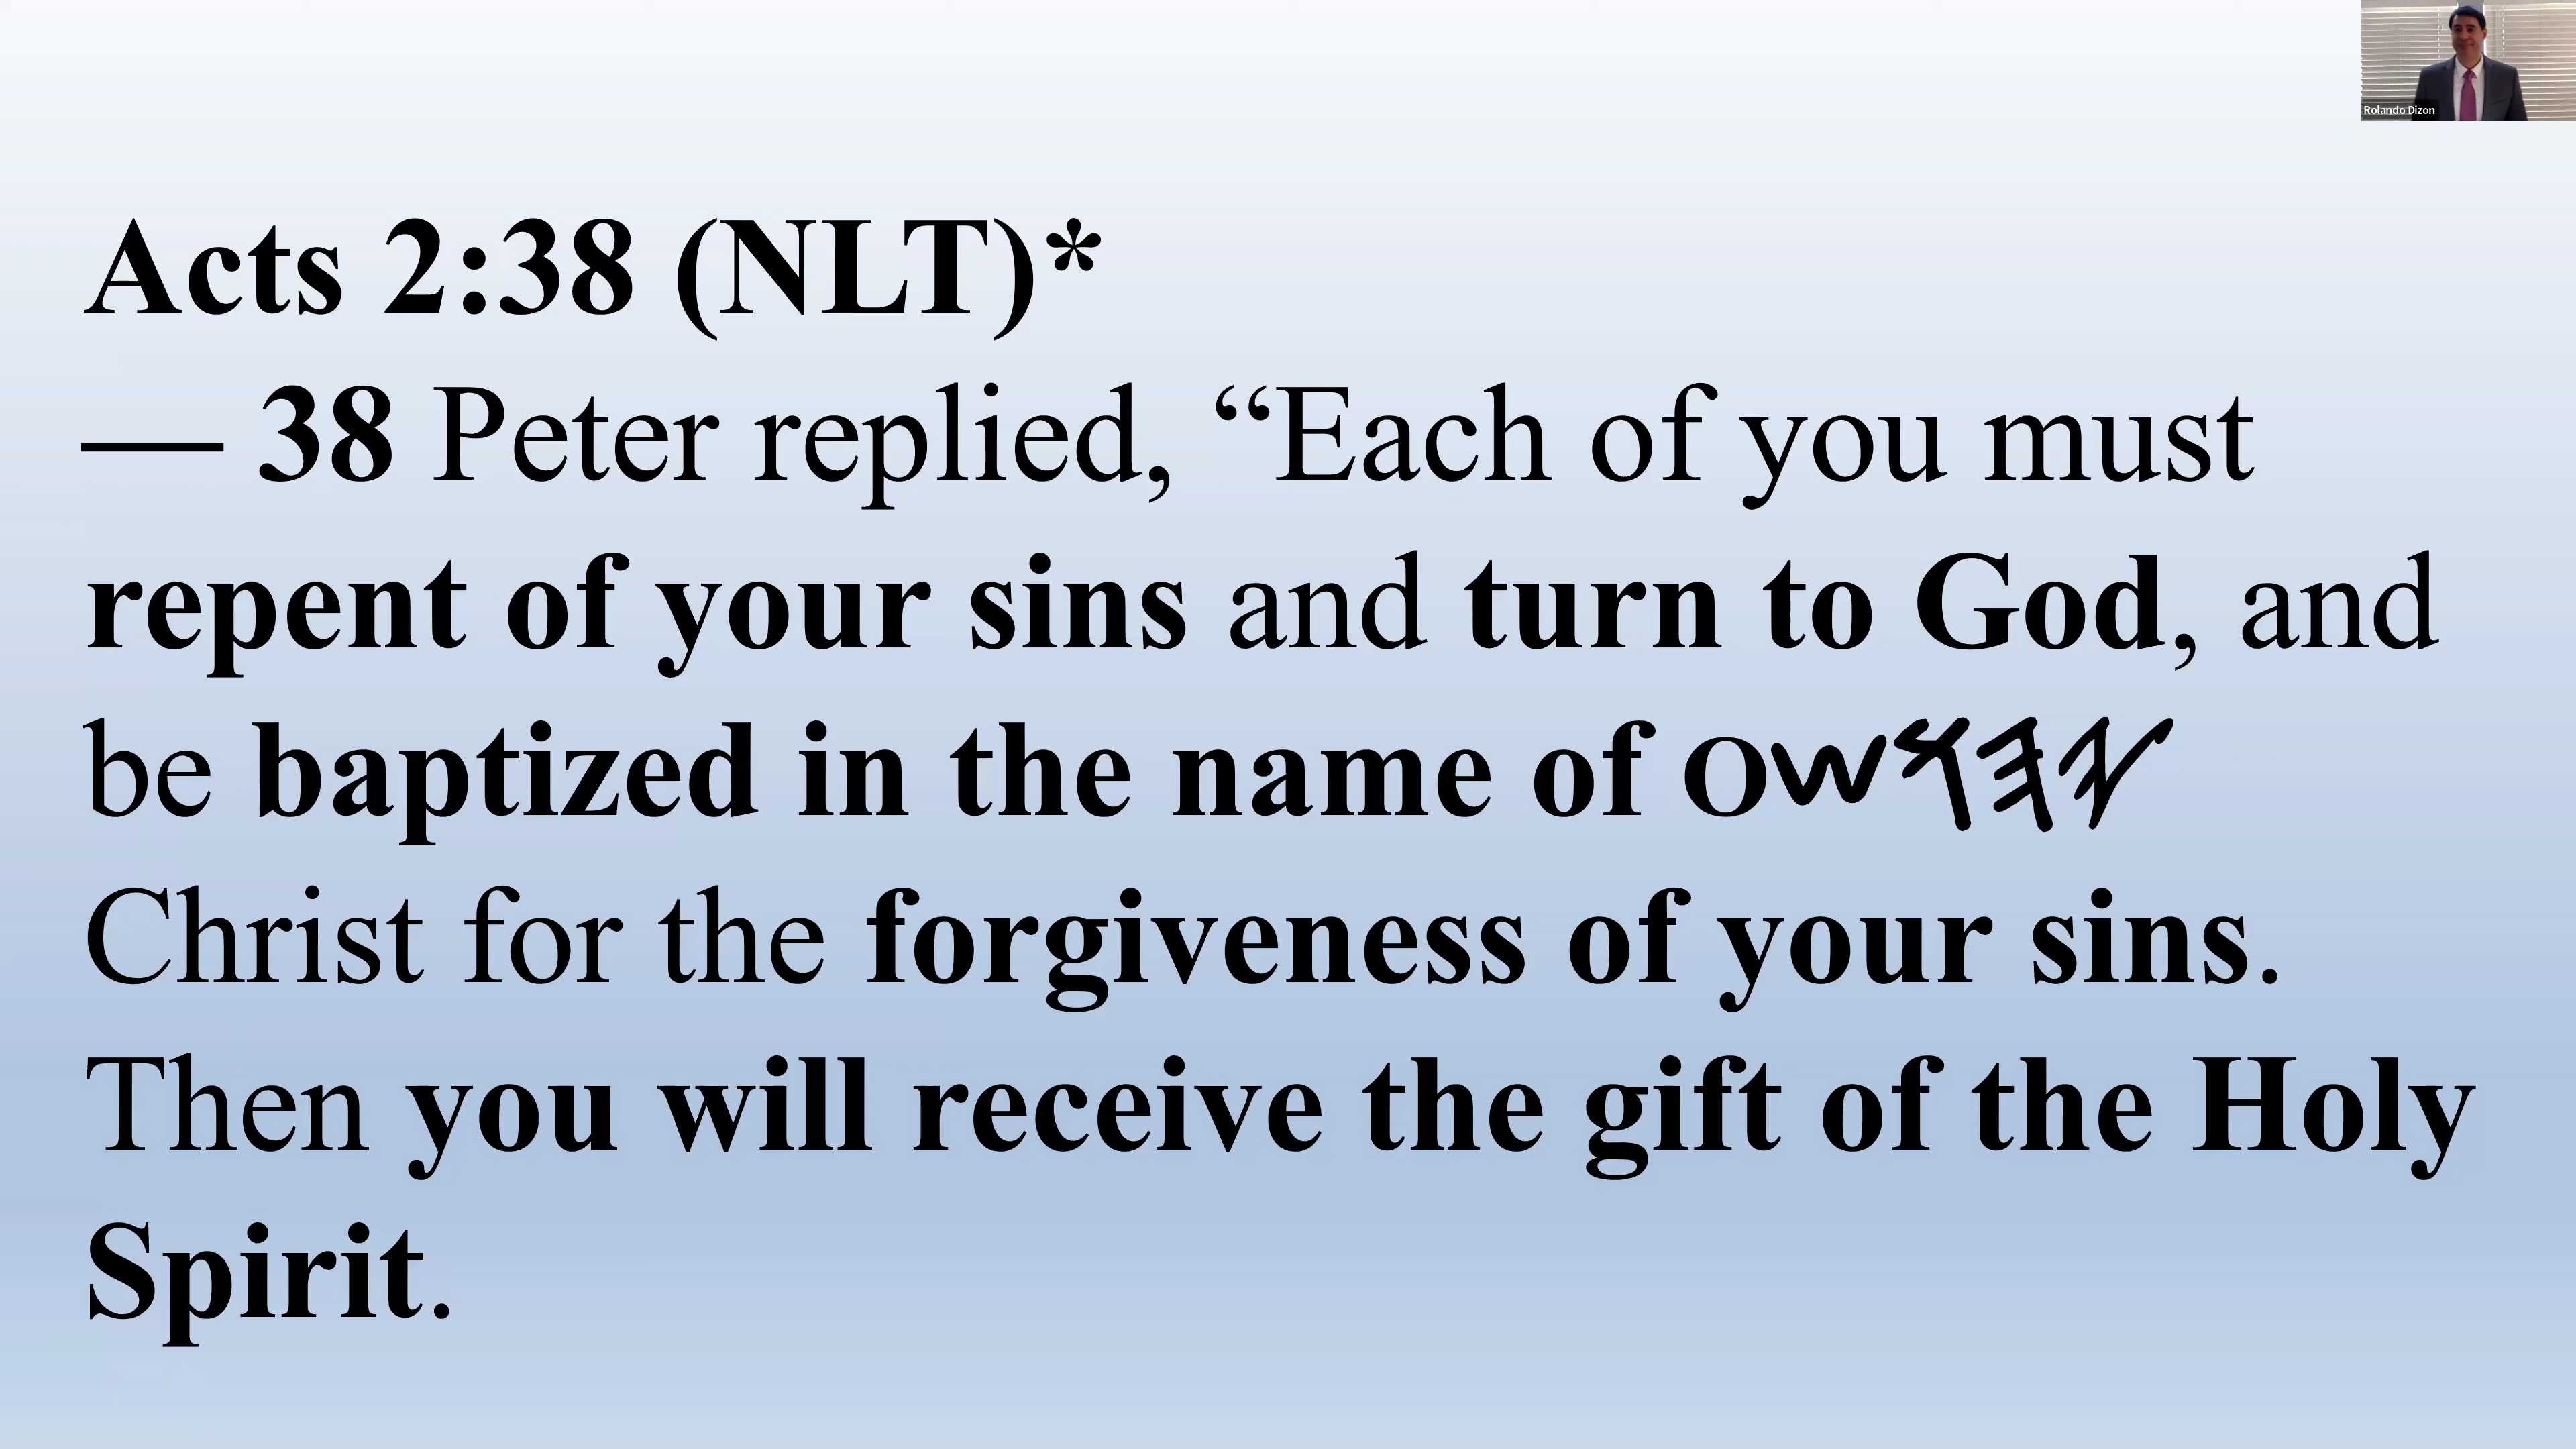 Rolando Dizon
Acts 2:38 (NLT)*
— 38 Peter replied, “Each of you must
repent of your sins and turn to God, and
be baptized in the name of 𐤉𐤄𐤅𐤔𐤏
Christ for the forgiveness of your sins.
Then you will receive the gift of the Holy
Spirit.